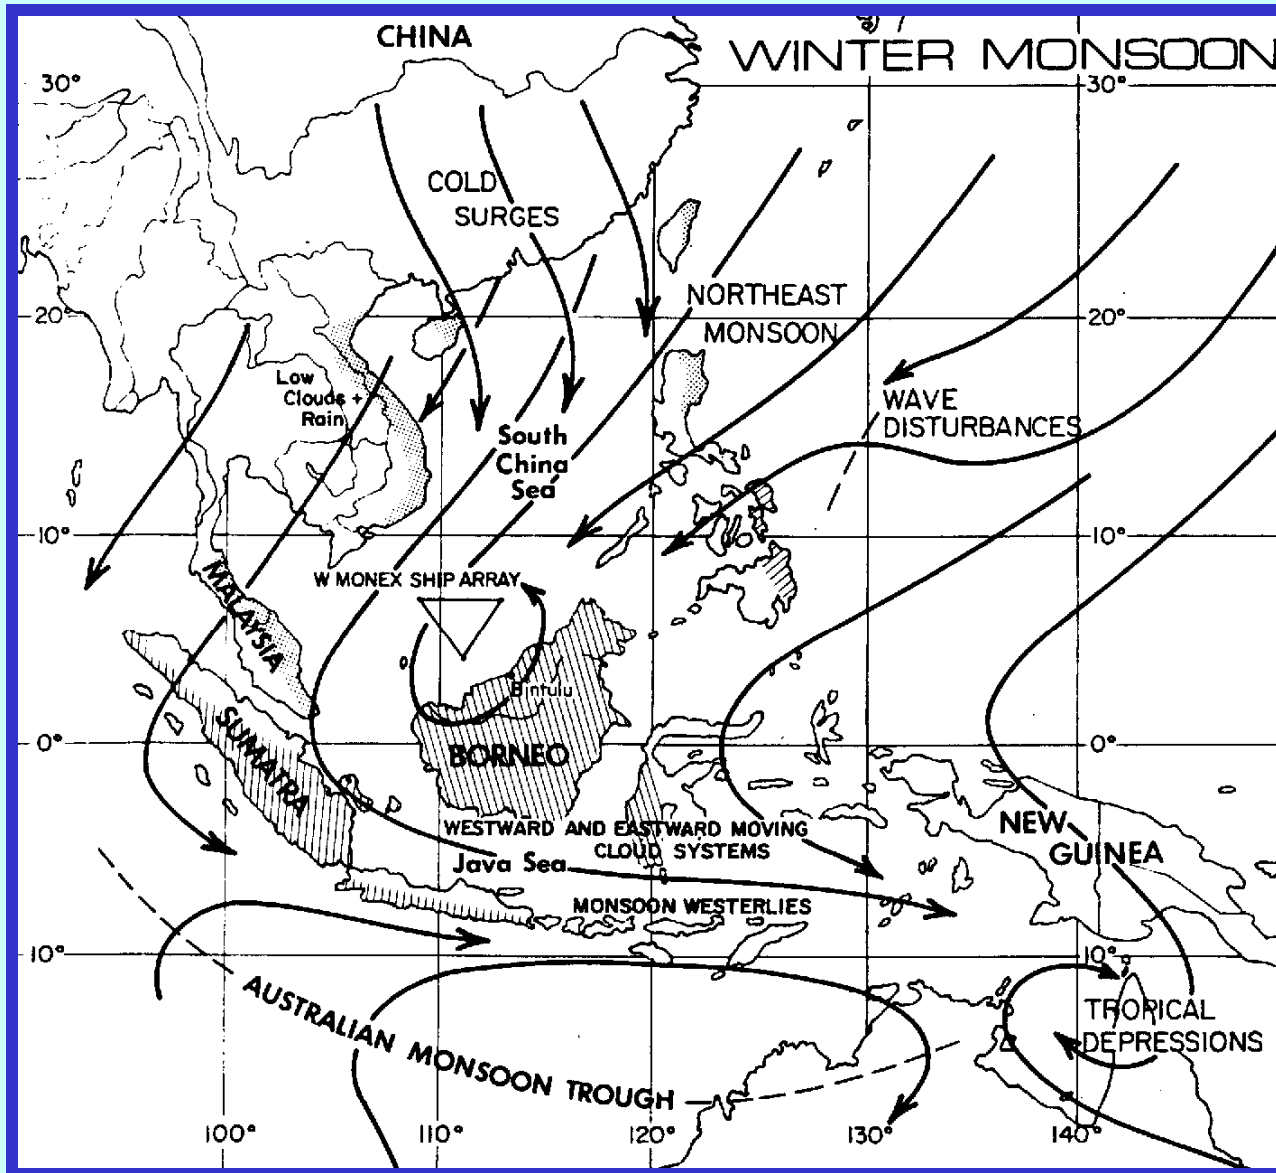 CHINA
WINTER MONSOON
30°
30°
COLD
SURGES
NORTHEAST
MONSOON
20°
20°
Low
Clouds +
Rain
WAVE
DISTURBANCES
South
China
Sea
10°
10°
W MONEX SHIP ARRAY
MALAYSIA
Bintulu
SUMATRA
0°
0°
BORNEO
WESTWARD AND EASTWARD MOVING
CLOUD SYSTEMS
NEW
GUINEA
Java Sea
MONSOON WESTERLIES
10°
10°
AUSTRALIAN MONSOON TROUGH
TROPICAL
DEPRESSIONS
100°
110°
120°
130°
140°